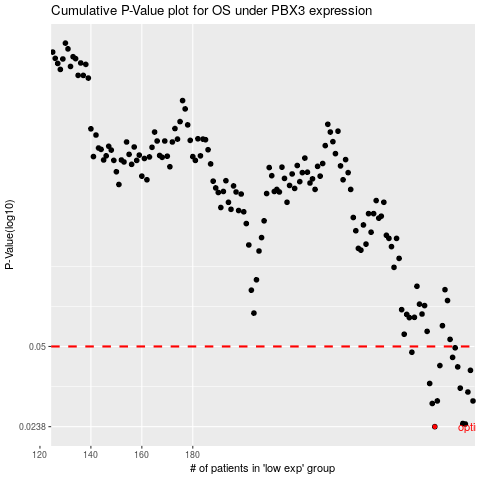 Cumulative P-Value plot for OS under PBX3 expression
P-Value(log10)
0.05
0.0238
opti
120
140
160
180
# of patients in 'low exp' group